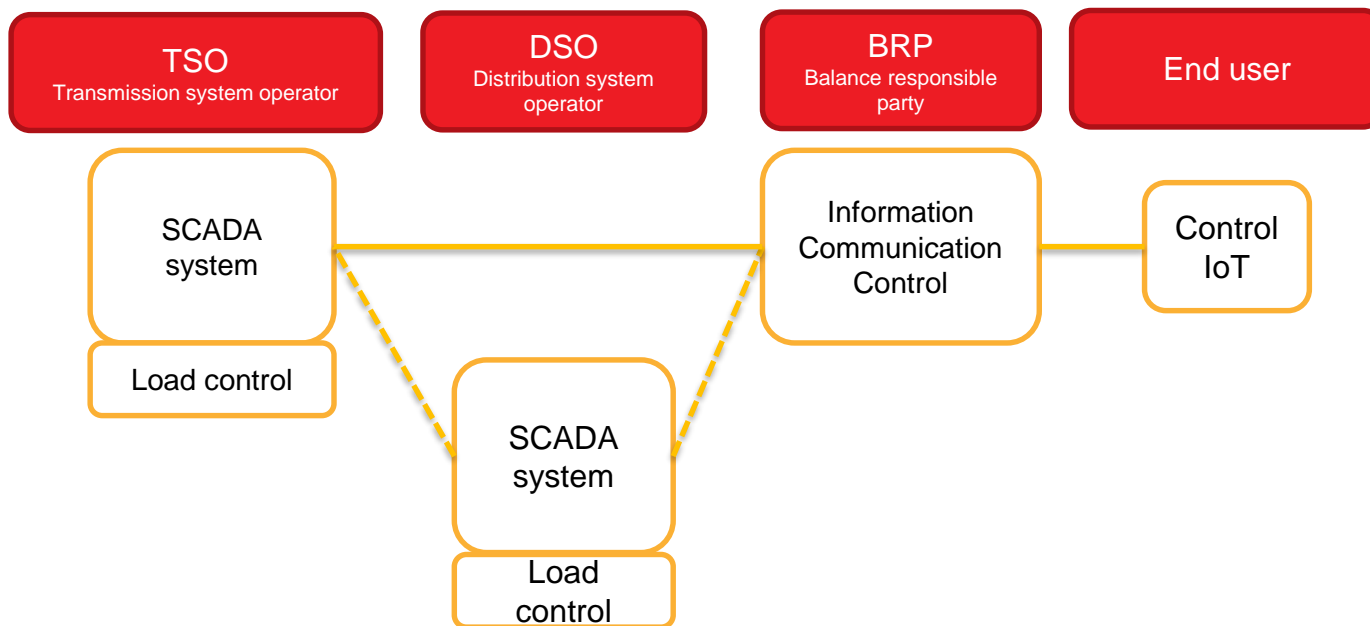 TSO
Transmission system operator
DSO
Distribution system
operator
BRP
Balance responsible
party
End user
SCADA
system
Load control
SCADA
system
Load
control
Information
Communication
Control
Control
IoT